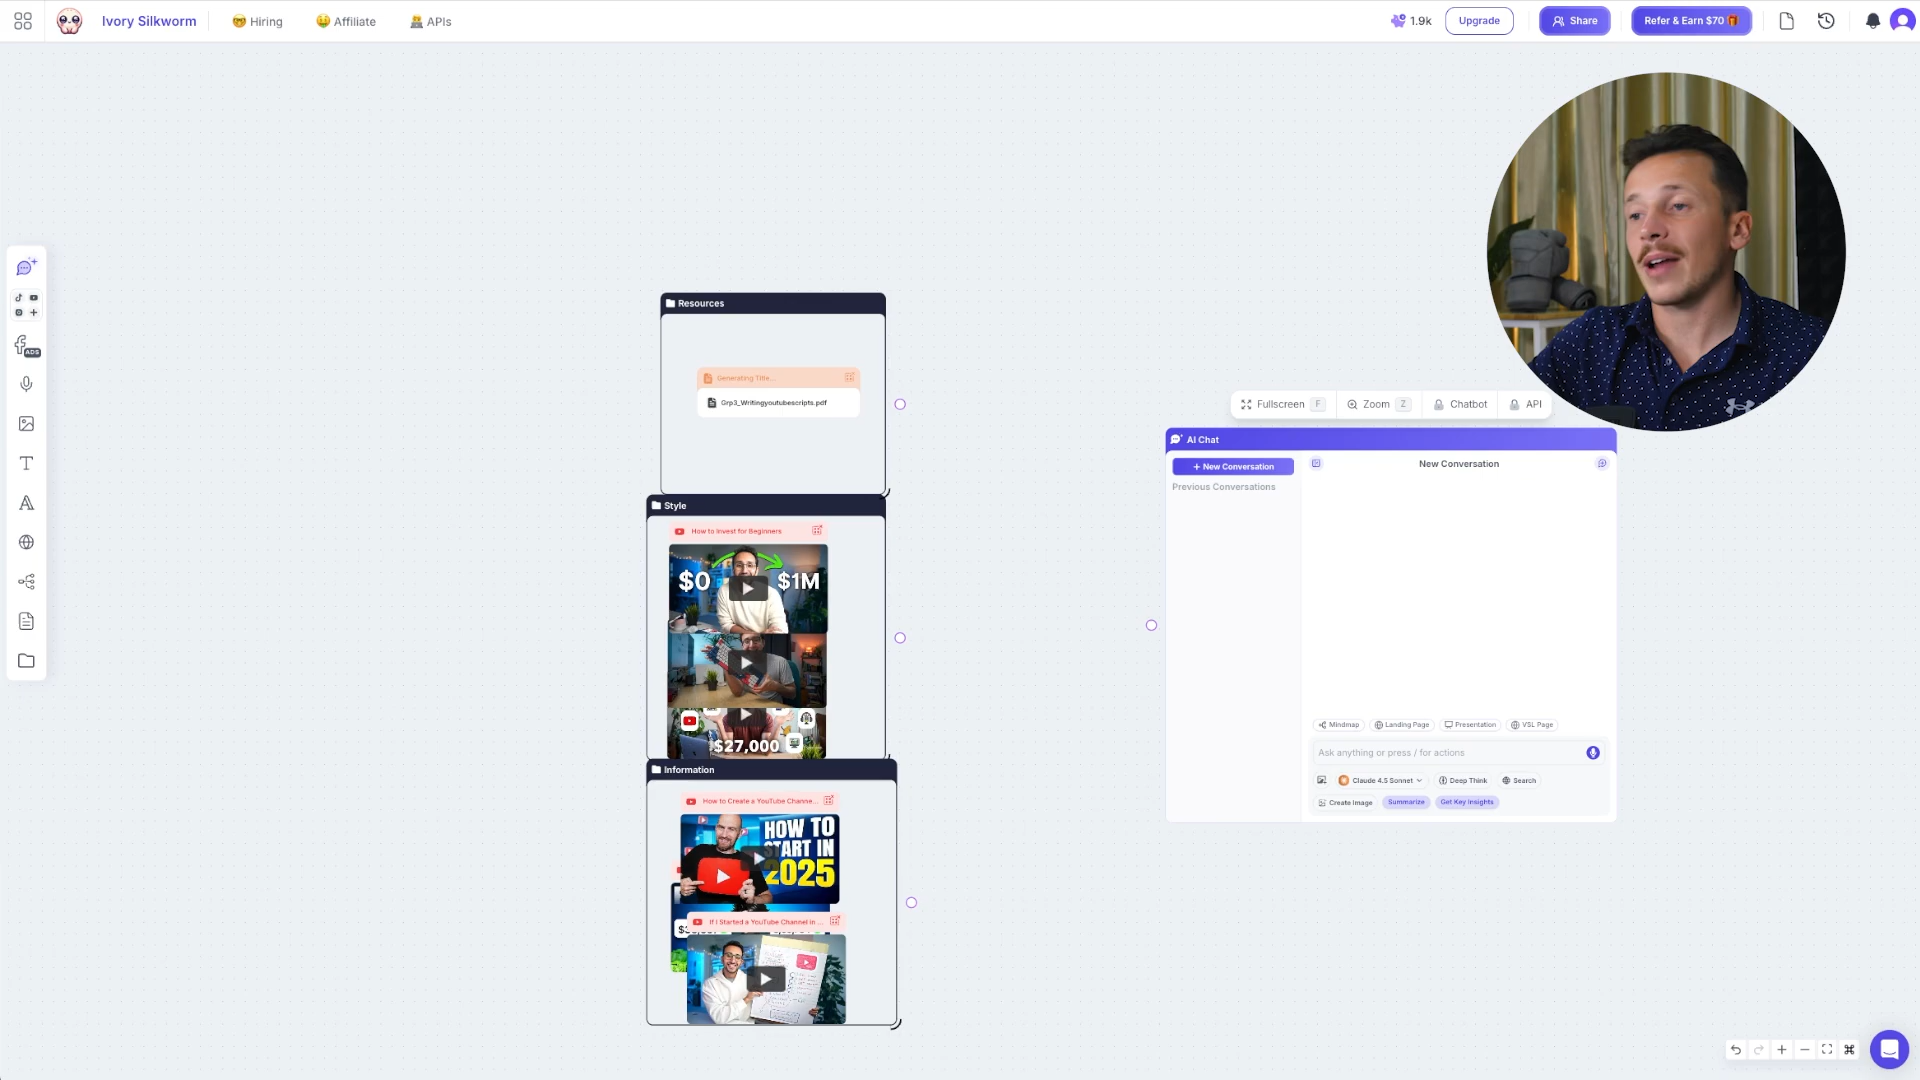 Ivory Silkworm
Hiring
Affiliate
APIs
1.9k
Upgrade
Share
Refer & Earn $70
ADS
Resources
Generating Title...
Grp3_Writingyoutubescripts.pdf
Style
How to Invest for Beginners
$0
$1M
$27,000
Information
How to Create a YouTube Channe...
HOW TO
START IN
2025
If I Started a YouTube Channel in ...
Fullscreen F
Zoom Z
Chatbot
API
AI Chat
+ New Conversation
New Conversation
Previous Conversations
Mindmap
Landing Page
Presentation
VSL Page
Ask anything or press / for actions
Claude 4.5 Sonnet
Deep Think
Search
Create Image
Summarize
Get Key Insights